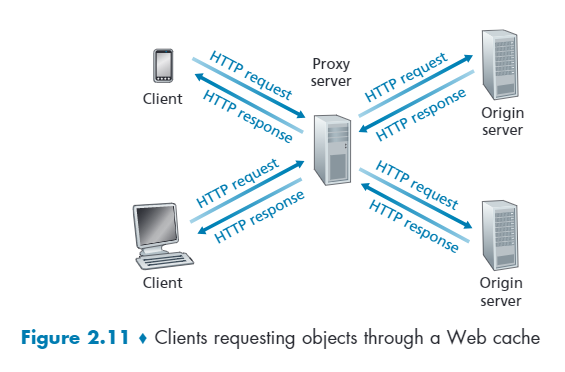 HTTP request
HTTP response
Client
Proxy
server
HTTP request
HTTP response
Origin
server
HTTP request
HTTP response
Client
HTTP request
HTTP response
Origin
server
Figure 2.11 ♦ Clients requesting objects through a Web cache